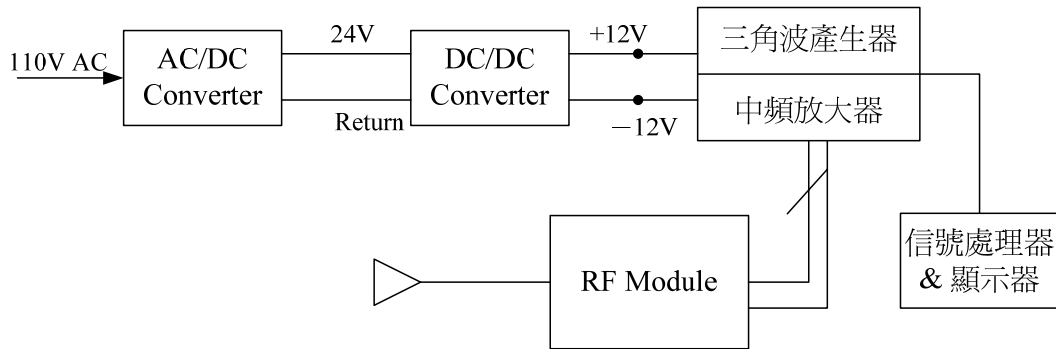 110V AC
AC/DC
Converter
24V
Return
DC/DC
Converter
+12V
－12V
三角波產生器
中頻放大器
RF Module
信號處理器
& 顯示器